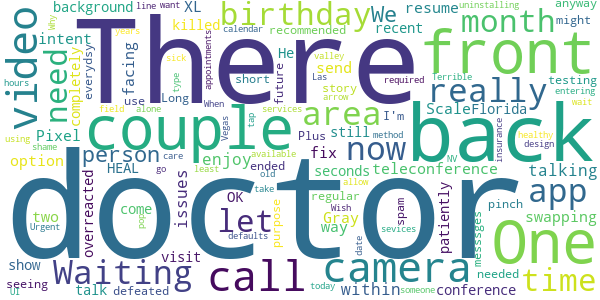 background XL killed birthday We month resume intent
There front
video need everydsy facing recommended He recent might anyway
completely use Long type sick appointments calendar short future valley send required years Why line want uninstalling
hours When story Las arrow Terrible testing entering
Pixel couple area really ScaleFlorida
field alone services Vegas tap Plus still I'm method wait
back
using shame option person HEAL care go enjoy fix now talking app
available ended seconds teleconference insurance healthy design NV
doctor One
overreacted issues at least old OK regular way Gray
two come visit let take purpose Wish spam patiently allow messsges pinch swapping
Urgent pops defaults date sevices
show Waiting call camera time
seeing talk defeated today within someone conference needed
UI